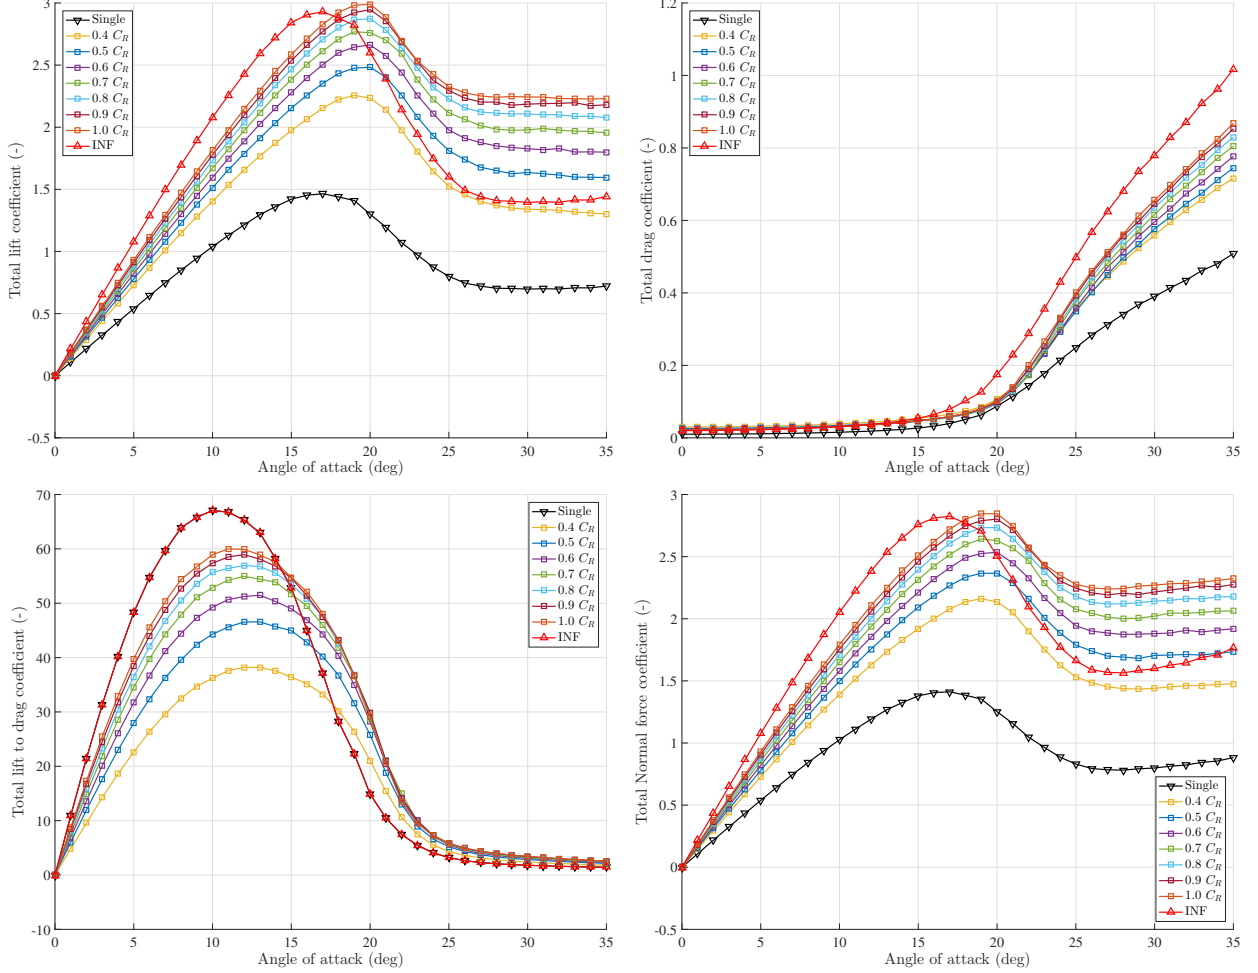 Total lift coefficient (-)
3
2.5
2
1.5
1
0.5
0
-0.5
Single
0.4 C_R
0.5 C_R
0.6 C_R
0.7 C_R
0.8 C_R
0.9 C_R
1.0 C_R
INF
0 5 10 15 20 25 30 35
Angle of attack (deg)
Total drag coefficient (-)
1.2
1
0.8
0.6
0.4
0.2
0
Single
0.4 C_R
0.5 C_R
0.6 C_R
0.7 C_R
0.8 C_R
0.9 C_R
1.0 C_R
INF
0 5 10 15 20 25 30 35
Angle of attack (deg)
Total lift to drag coefficient (-)
70
60
50
40
30
20
10
0
-10
Single
0.4 C_R
0.5 C_R
0.6 C_R
0.7 C_R
0.8 C_R
0.9 C_R
1.0 C_R
INF
0 5 10 15 20 25 30 35
Angle of attack (deg)
Total Normal force coefficient (-)
3
2.5
2
1.5
1
0.5
0
-0.5
Single
0.4 C_R
0.5 C_R
0.6 C_R
0.7 C_R
0.8 C_R
0.9 C_R
1.0 C_R
INF
0 5 10 15 20 25 30 35
Angle of attack (deg)